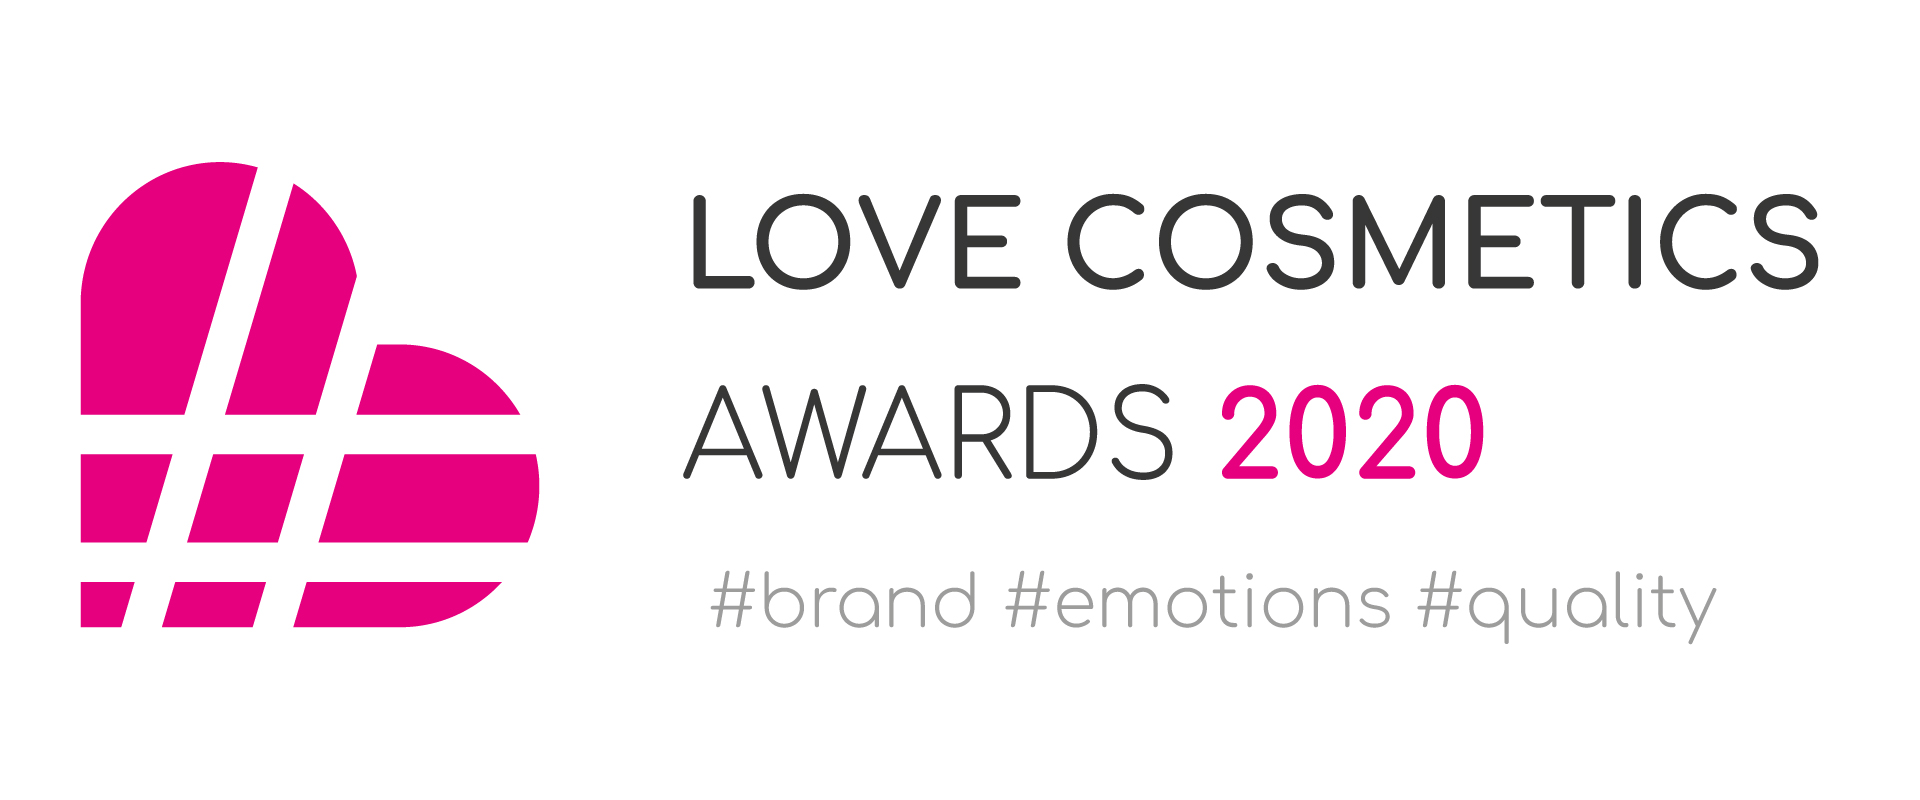 LOVE COSMETICS
AWARDS 2020
#brand #emotions #quality